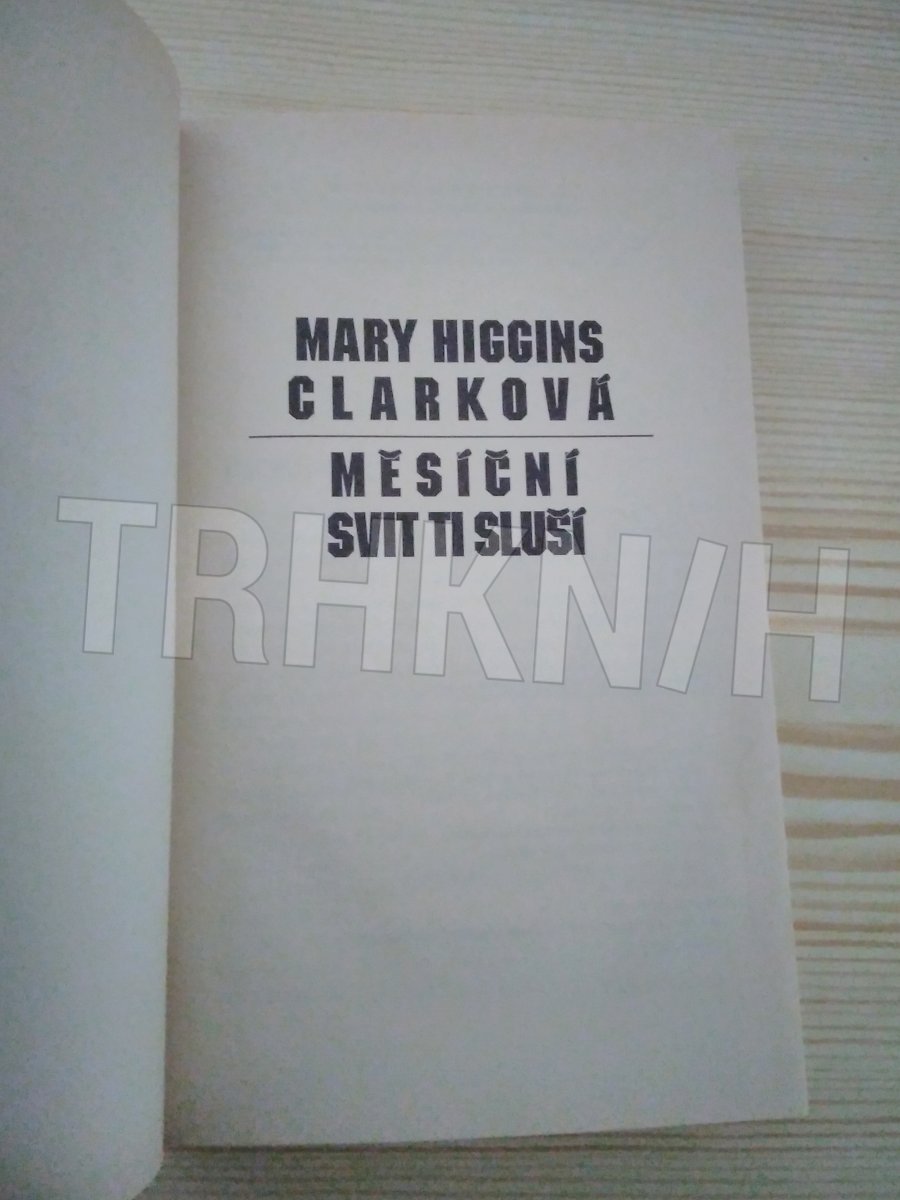 MARY HIGGINS
CLARKOVÁ
MĚSÍČNÍ
SVIT TI SLUŠÍ
TRHKNIH